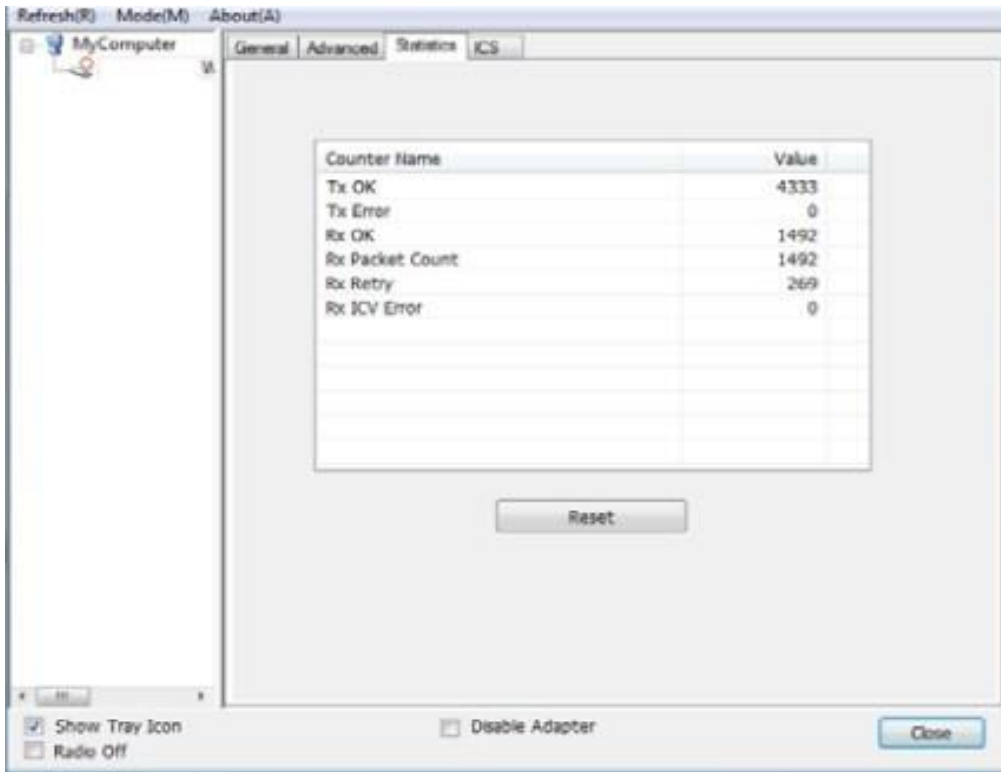 Refresh(R) Mode(M) About(A)
MyComputer
General Advanced Statistics ICS
Counter Name Value
Tx OK 4333
Tx Error 0
Rx OK 1492
Rx Packet Count 1492
Rx Retry 269
Rx ICV Error 0
Reset
Show Tray Icon
Radio Off
Disable Adapter
Close